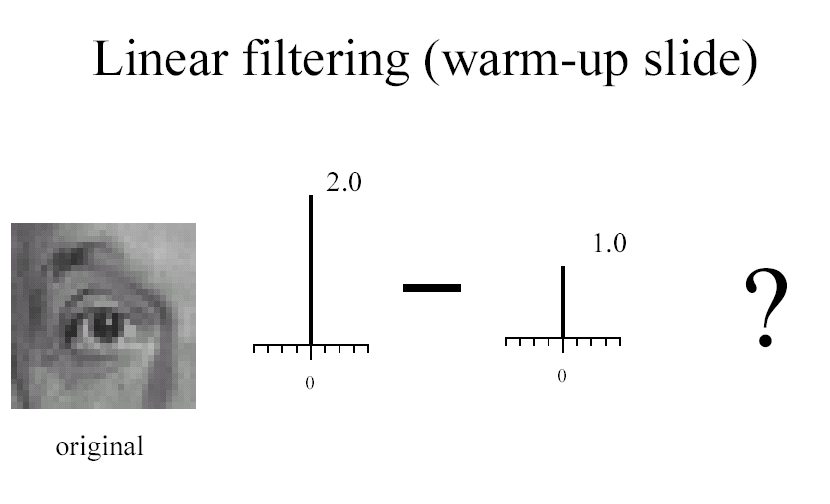 Linear filtering (warm-up slide)
2.0
1.0
?
0
0
original